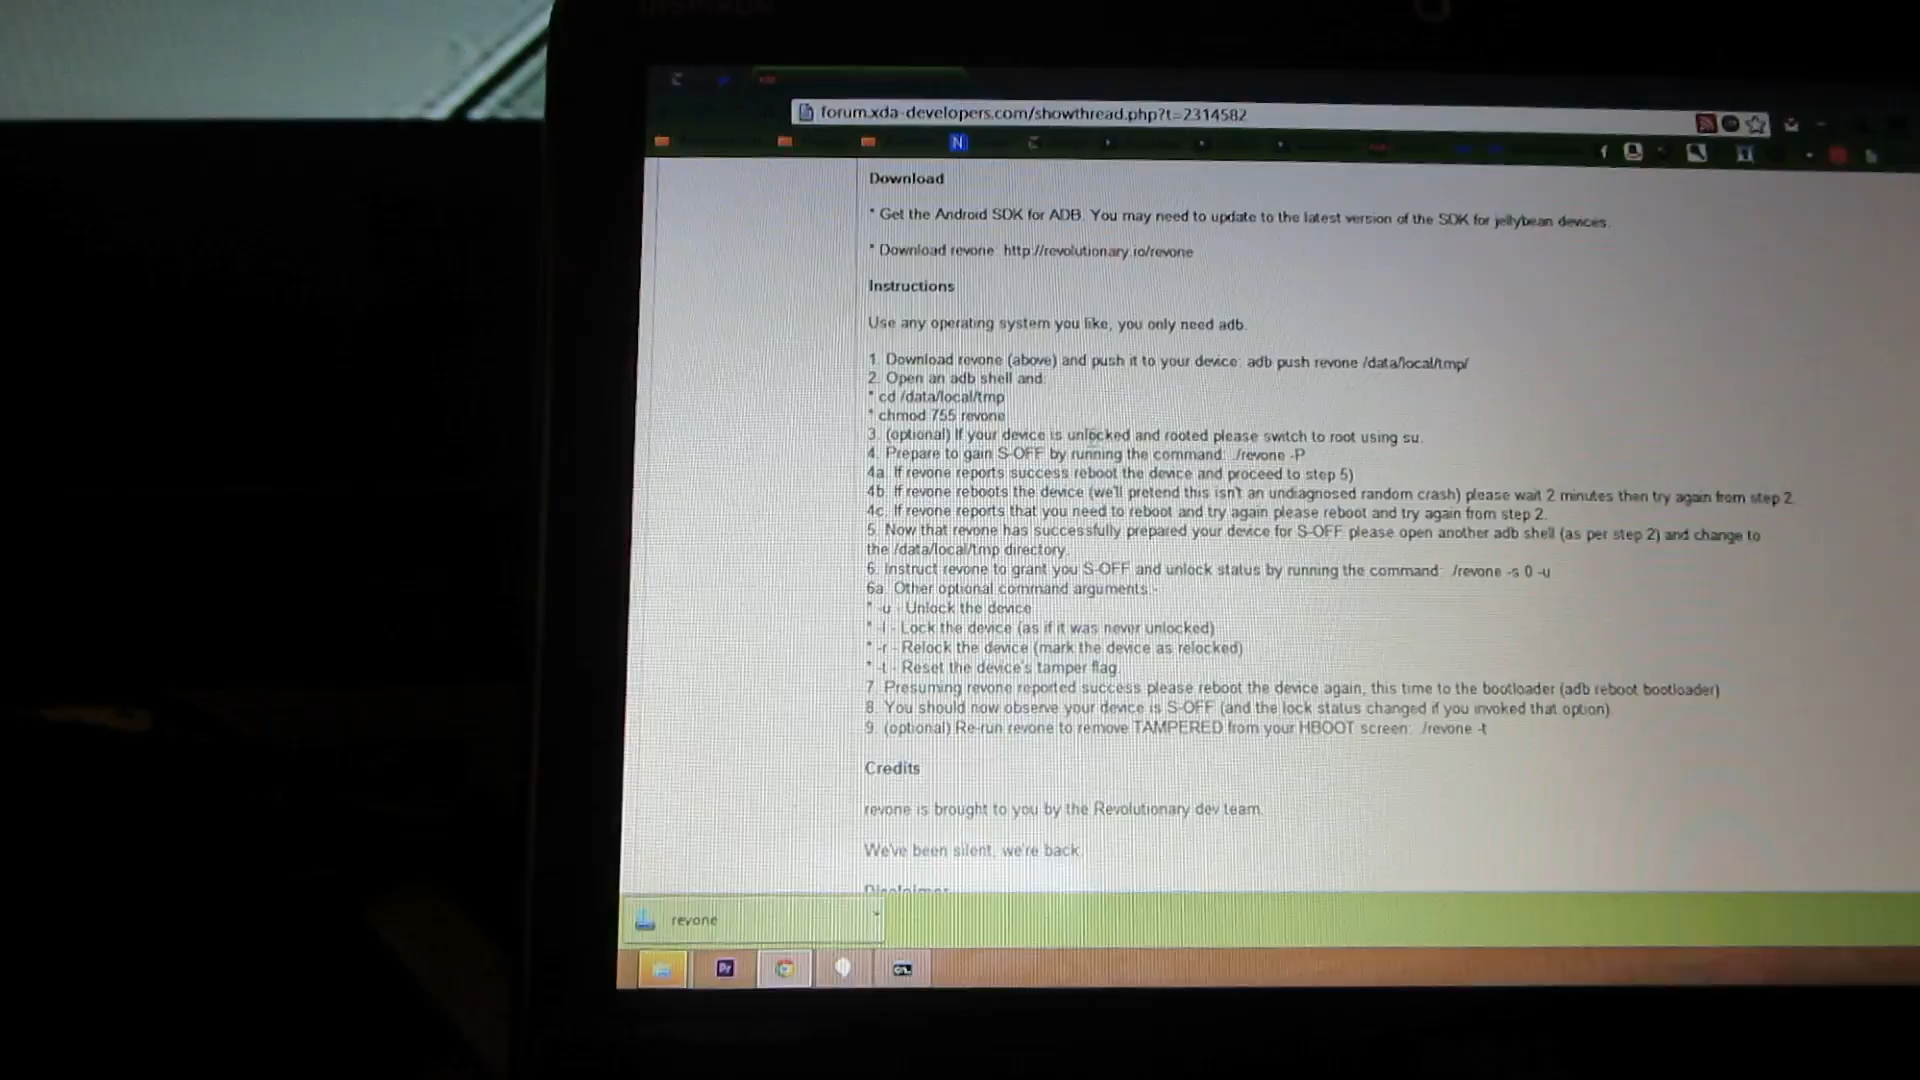 forum.xda-developers.com/showthread.php?t=2314582
N
f
Download
* Get the Android SDK for ADB. You may need to update to the latest version of the SDK for jellybean devices.
* Download revone: http://revolutionary.io/revone
Instructions
Use any operating system you like, you only need adb.
1. Download revone (above) and push it to your device: adb push revone /data/local/tmp/
2. Open an adb shell and:
* cd /data/local/tmp
* chmod 755 revone
3. (optional) If your device is unlocked and rooted please switch to root using su.
4. Prepare to gain S-OFF by running the command: ./revone -P
4a. If revone reports success reboot the device and proceed to step 5)
4b. If revone reboots the device (we'll pretend this isn't an undiagnosed random crash) please wait 2 minutes then try again from step 2.
4c. If revone reports that you need to reboot and try again please reboot and try again from step 2.
5. Now that revone has successfully prepared your device for S-OFF please open another adb shell (as per step 2) and change to
the /data/local/tmp directory.
6. Instruct revone to grant you S-OFF and unlock status by running the command: ./revone -s 0 -u
6a. Other optional command arguments:-
* -u - Unlock the device
* -l - Lock the device (as if it was never unlocked)
* -r - Relock the device (mark the device as relocked)
* -t - Reset the device's tamper flag.
7. Presuming revone reported success please reboot the device again, this time to the bootloader (adb reboot bootloader)
8. You should now observe your device is S-OFF (and the lock status changed if you invoked that option).
9. (optional) Re-run revone to remove TAMPERED from your HBOOT screen: ./revone -t
Credits
revone is brought to you by the Revolutionary dev team.
We've been silent, we're back.
Disclaimer
revone
Pr